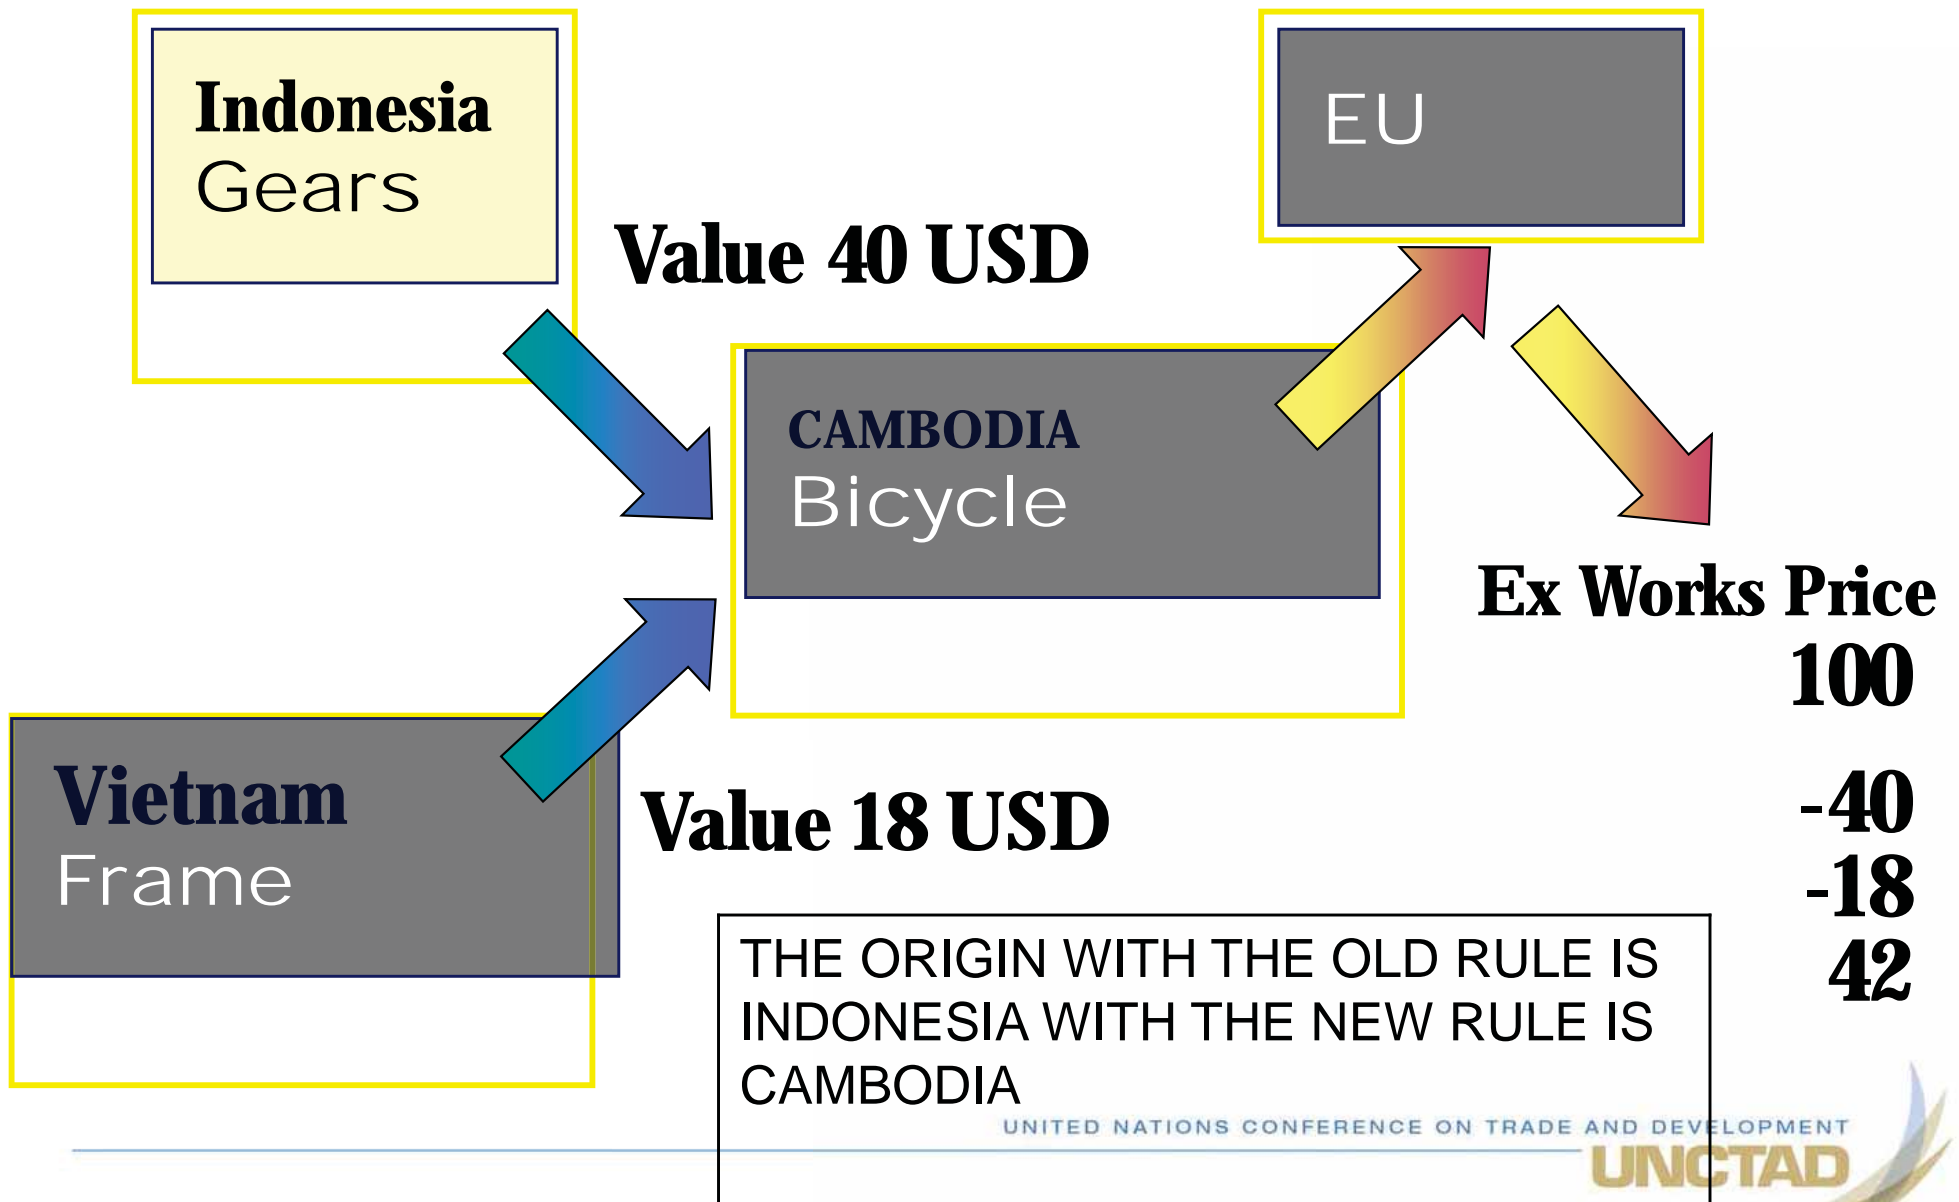 Indonesia
Gears
EU
Value 40 USD
CAMBODIA
Bicycle
Ex Works Price
100
-40
-18
42
Vietnam
Frame
Value 18 USD
THE ORIGIN WITH THE OLD RULE IS
INDONESIA WITH THE NEW RULE IS
CAMBODIA
UNITED NATIONS CONFERENCE ON TRADE AND DEVELOPMENT
UNCTAD